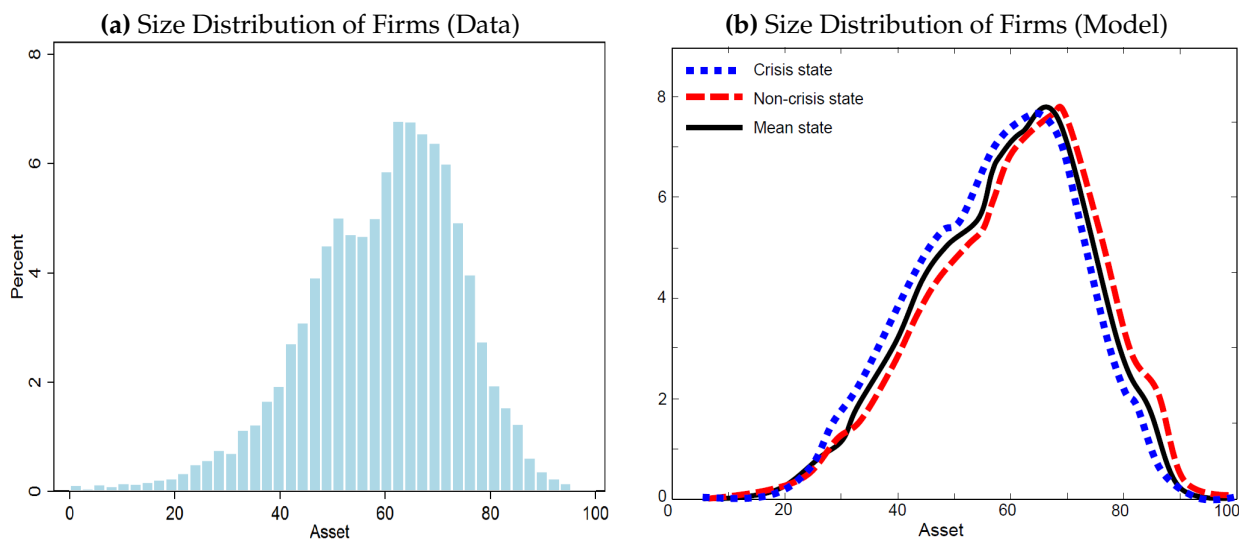 (a) Size Distribution of Firms (Data)
8
6
4
2
0
Percent
0 20 40 60 80 100
Asset
(b) Size Distribution of Firms (Model)
Crisis state
Non-crisis state
Mean state
8
6
4
2
0
0 20 40 60 80 100
Asset